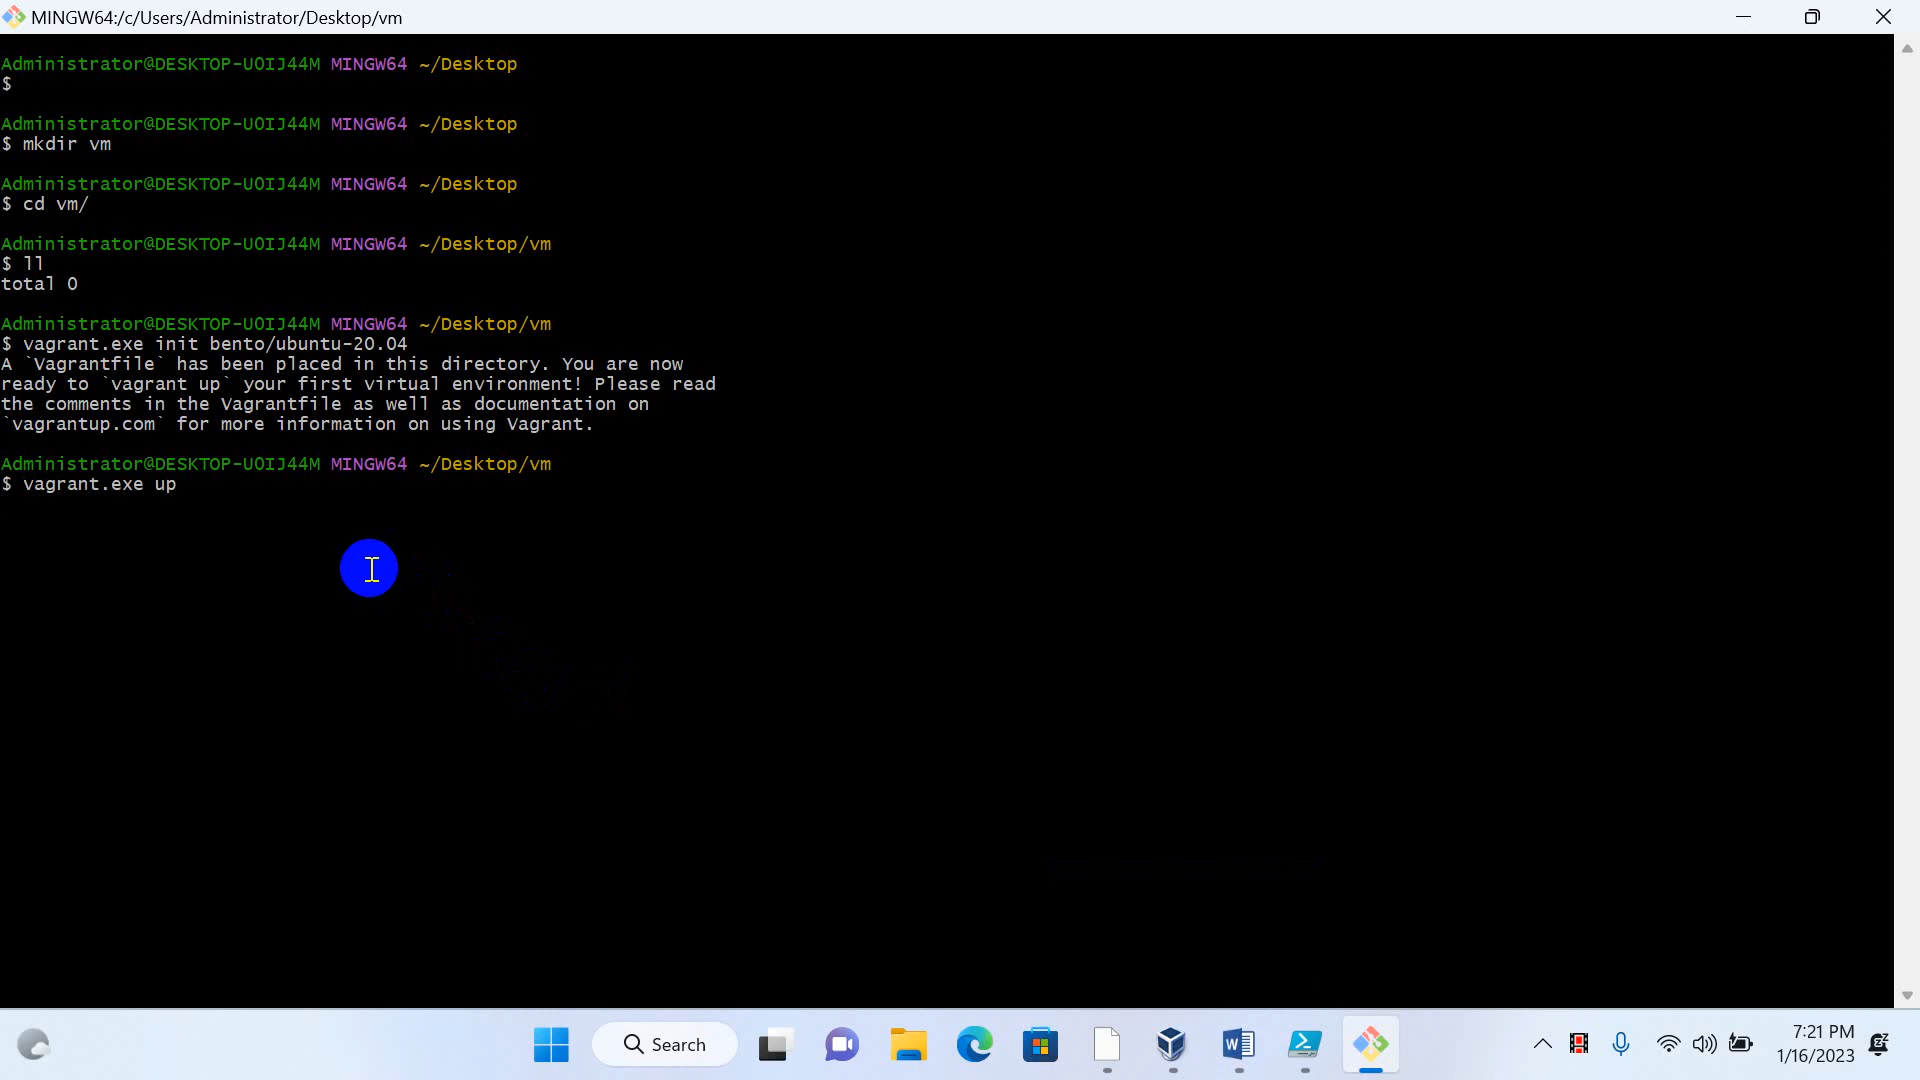 MINGW64:/c/Users/Administrator/Desktop/vm
Administrator@DESKTOP-UOIJ44M MINGW64 ~/Desktop
$
Administrator@DESKTOP-UOIJ44M MINGW64 ~/Desktop
$ mkdir vm
Administrator@DESKTOP-UOIJ44M MINGW64 ~/Desktop
$ cd vm/
Administrator@DESKTOP-UOIJ44M MINGW64 ~/Desktop/vm
$ ll
total 0
Administrator@DESKTOP-UOIJ44M MINGW64 ~/Desktop/vm
$ vagrant.exe init bento/ubuntu-20.04
A `Vagrantfile` has been placed in this directory. You are now
ready to `vagrant up` your first virtual environment! Please read
the comments in the Vagrantfile as well as documentation on
`vagrantup.com` for more information on using Vagrant.
Administrator@DESKTOP-UOIJ44M MINGW64 ~/Desktop/vm
$ vagrant.exe up
Search
7:21 PM
1/16/2023